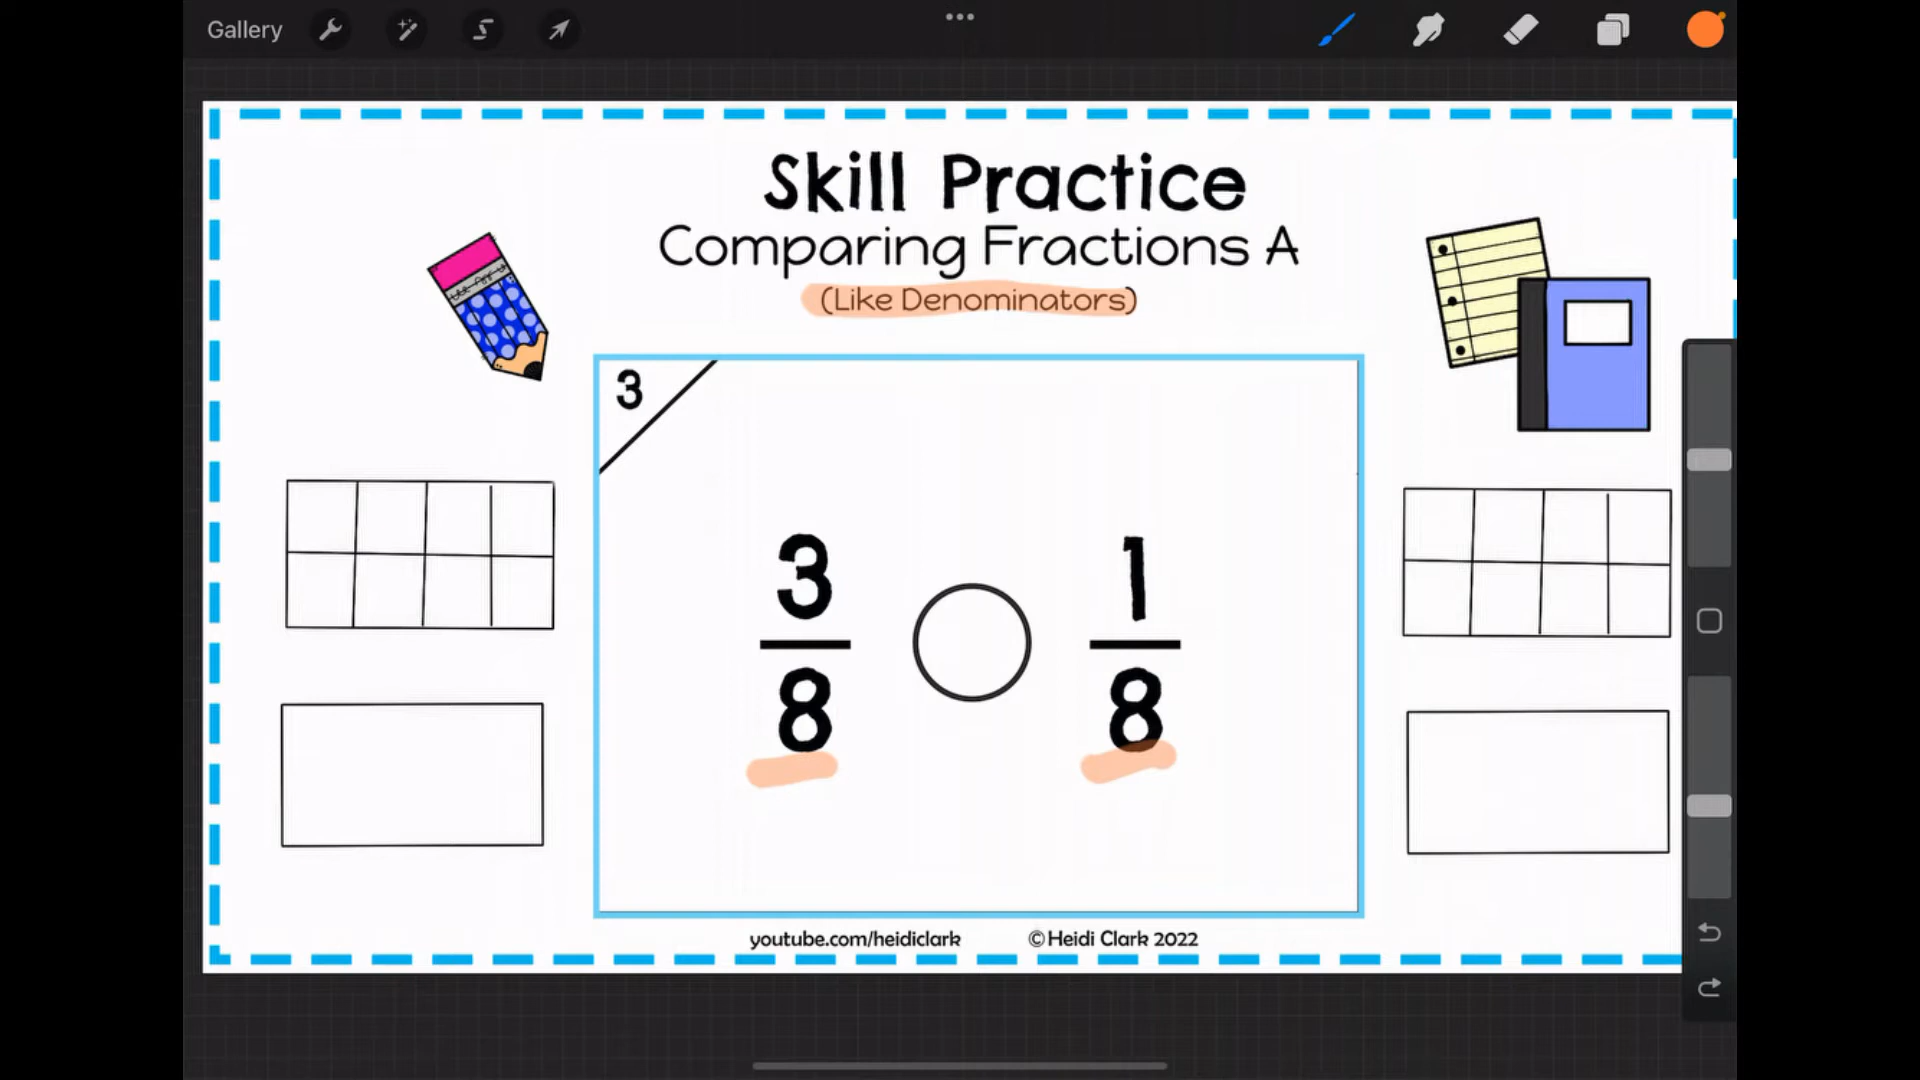 Gallery
Skill Practice
Comparing Fractions A
(Like Denominators)
3
3 1
8 8
youtube.com/heidiclark © Heidi Clark 2022